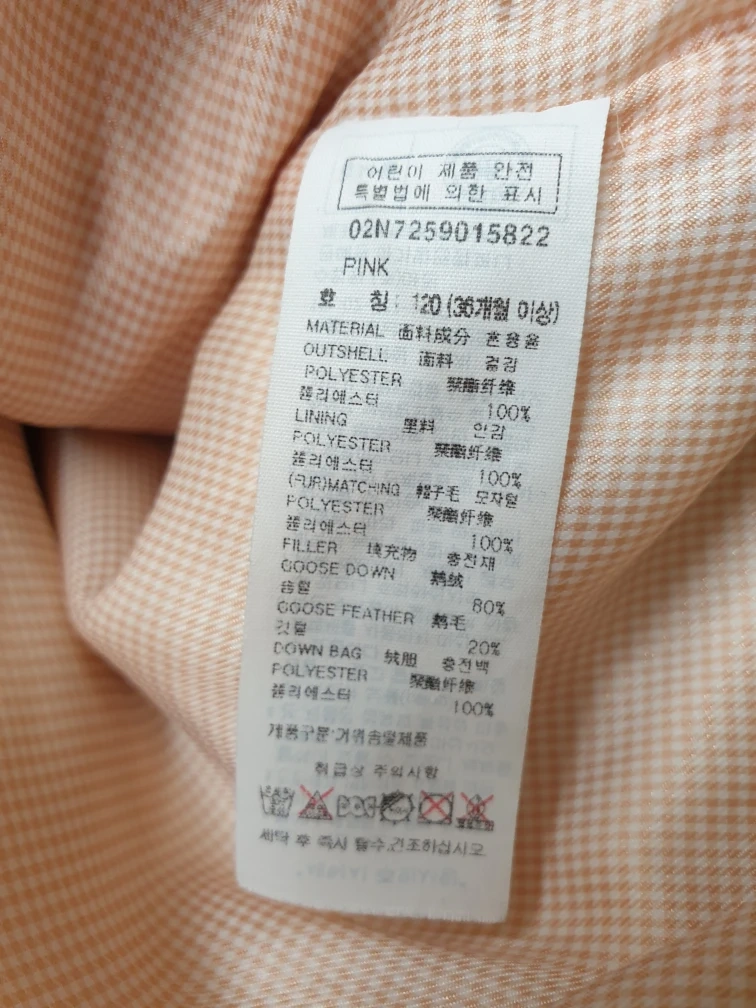 어린이 제품 안전
특별법에 의한 표시
02N7259015822
PINK
호 칭: 120 (36개월 이상)
MATERIAL 面料成分 혼용율
OUTSHELL 面料 겉감
POLYESTER 聚酯纤维
폴리에스터 100%
LINING 里料 안감
POLYESTER 聚酯纤维
폴리에스터 100%
(FUR)MATCHING 帽子毛 모자털
POLYESTER 聚酯纤维
폴리에스터 100%
FILLER 填充物 충전재
GOOSE DOWN 鹅绒
솜털 80%
GOOSE FEATHER 鹅毛
깃털 20%
DOWN BAG 绒胆 충전백
POLYESTER 聚酯纤维
폴리에스터 100%
제품구분:거위솜털제품
취급상 주의사항
세탁 후 즉시 탈수,건조하십시오